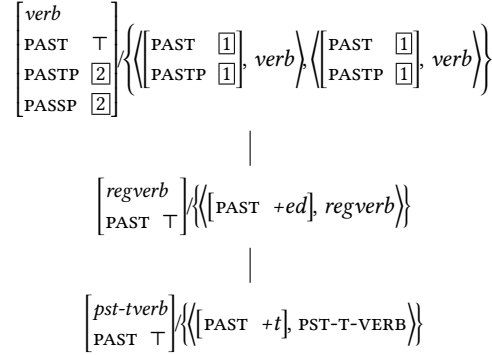 verb
PAST ⊤
PASTP [2]
PASSP [2]
/{⟨[PAST [1]
PASTP [1]], verb⟩, ⟨[PAST [1]
PASTP [1]], verb⟩}
[regverb
PAST ⊤]/{⟨[PAST +ed], regverb⟩}
[pst-tverb
PAST ⊤]/{⟨[PAST +t], PST-T-VERB⟩}